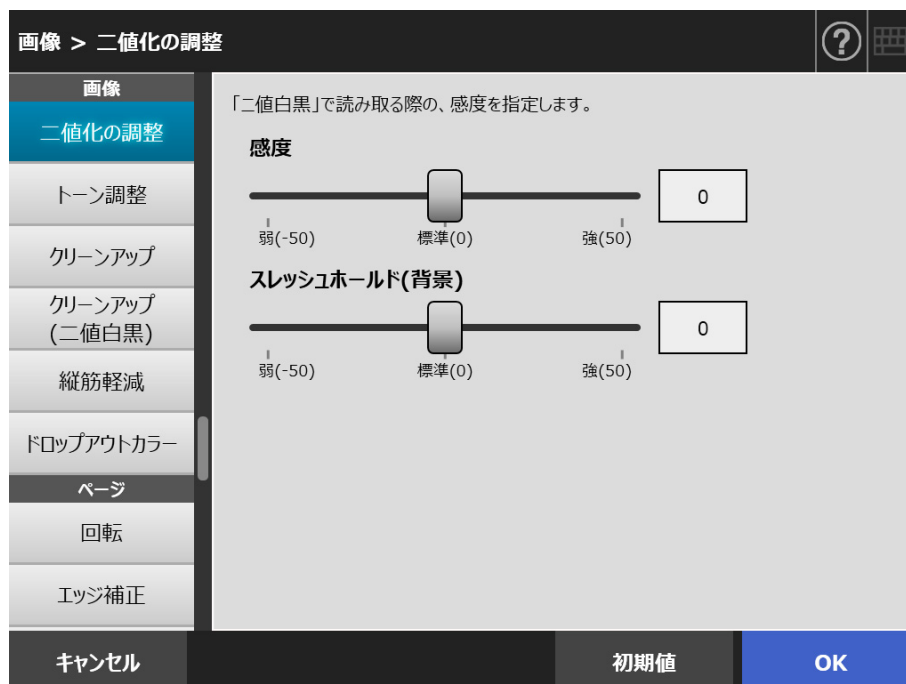 画像 > 二値化の調整
?
画像
二値化の調整
トーン調整
クリーンアップ
クリーンアップ
(二値白黒)
縦筋軽減
ドロップアウトカラー
ページ
回転
エッジ補正
「二値白黒」で読み取る際の、感度を指定します。
感度
0
弱(-50) 標準(0) 強(50)
スレッシュホールド(背景)
0
弱(-50) 標準(0) 強(50)
キャンセル 初期値 OK